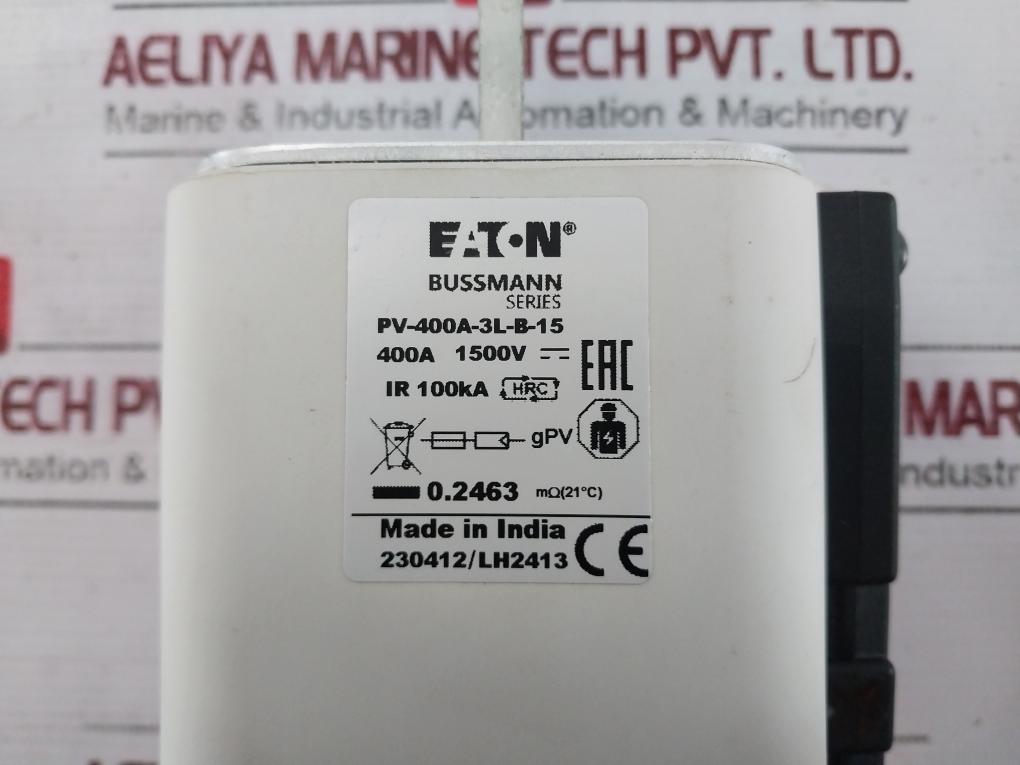 AELIYA MARINE TECH PVT. LTD.
Marine & Industrial Automation & Machinery
EATON®
BUSSMANN
SERIES
PV-400A-3L-B-15
400A 1500V
EAC
IR 100kA HRC
gPV
0.2463 mΩ(21°C)
Made in India
230412/LH2413
CE
ECH PV
MAR
mation &
ndustri